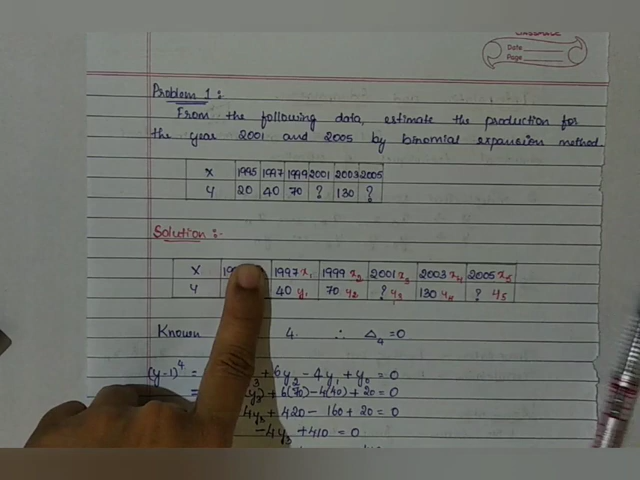 CLASSMATE
Date
Page
Problem 1:
From the following data, estimate the production for
the year 2001 and 2005 by binomial expansion method.
X 1995 1997 1999 2001 2003 2005
Y 20 40 70 ? 130 ?
Solution :-
X 1997 x₁ 1999 x₂ 2001 x₃ 2003 x₄ 2005 x₅
Y 40 y₁ 70 y₂ ? y₃ 130 y₄ ? y₅
Known 4. ∴ Δ₄ = 0
(y-1)⁴ = + 6y₂ - 4y₁ + y₀ = 0
= + 6(70) - 4(40) + 20 = 0
4y₃ + 420 - 160 + 20 = 0
- 4y₃ + 410 = 0